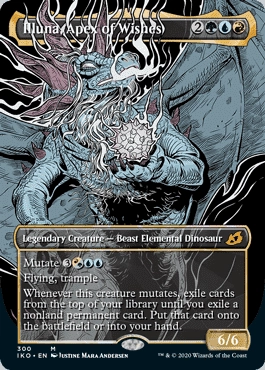 Illuna, Apex of Wishes
2
Legendary Creature — Beast Elemental Dinosaur
Mutate 3
Flying, trample
Whenever this creature mutates, exile cards
from the top of your library until you exile a
nonland permanent card. Put that card onto
the battlefield or into your hand.
6/6
300 M
IKO • EN Justine Mara Andersen
™ & © 2020 Wizards of the Coast